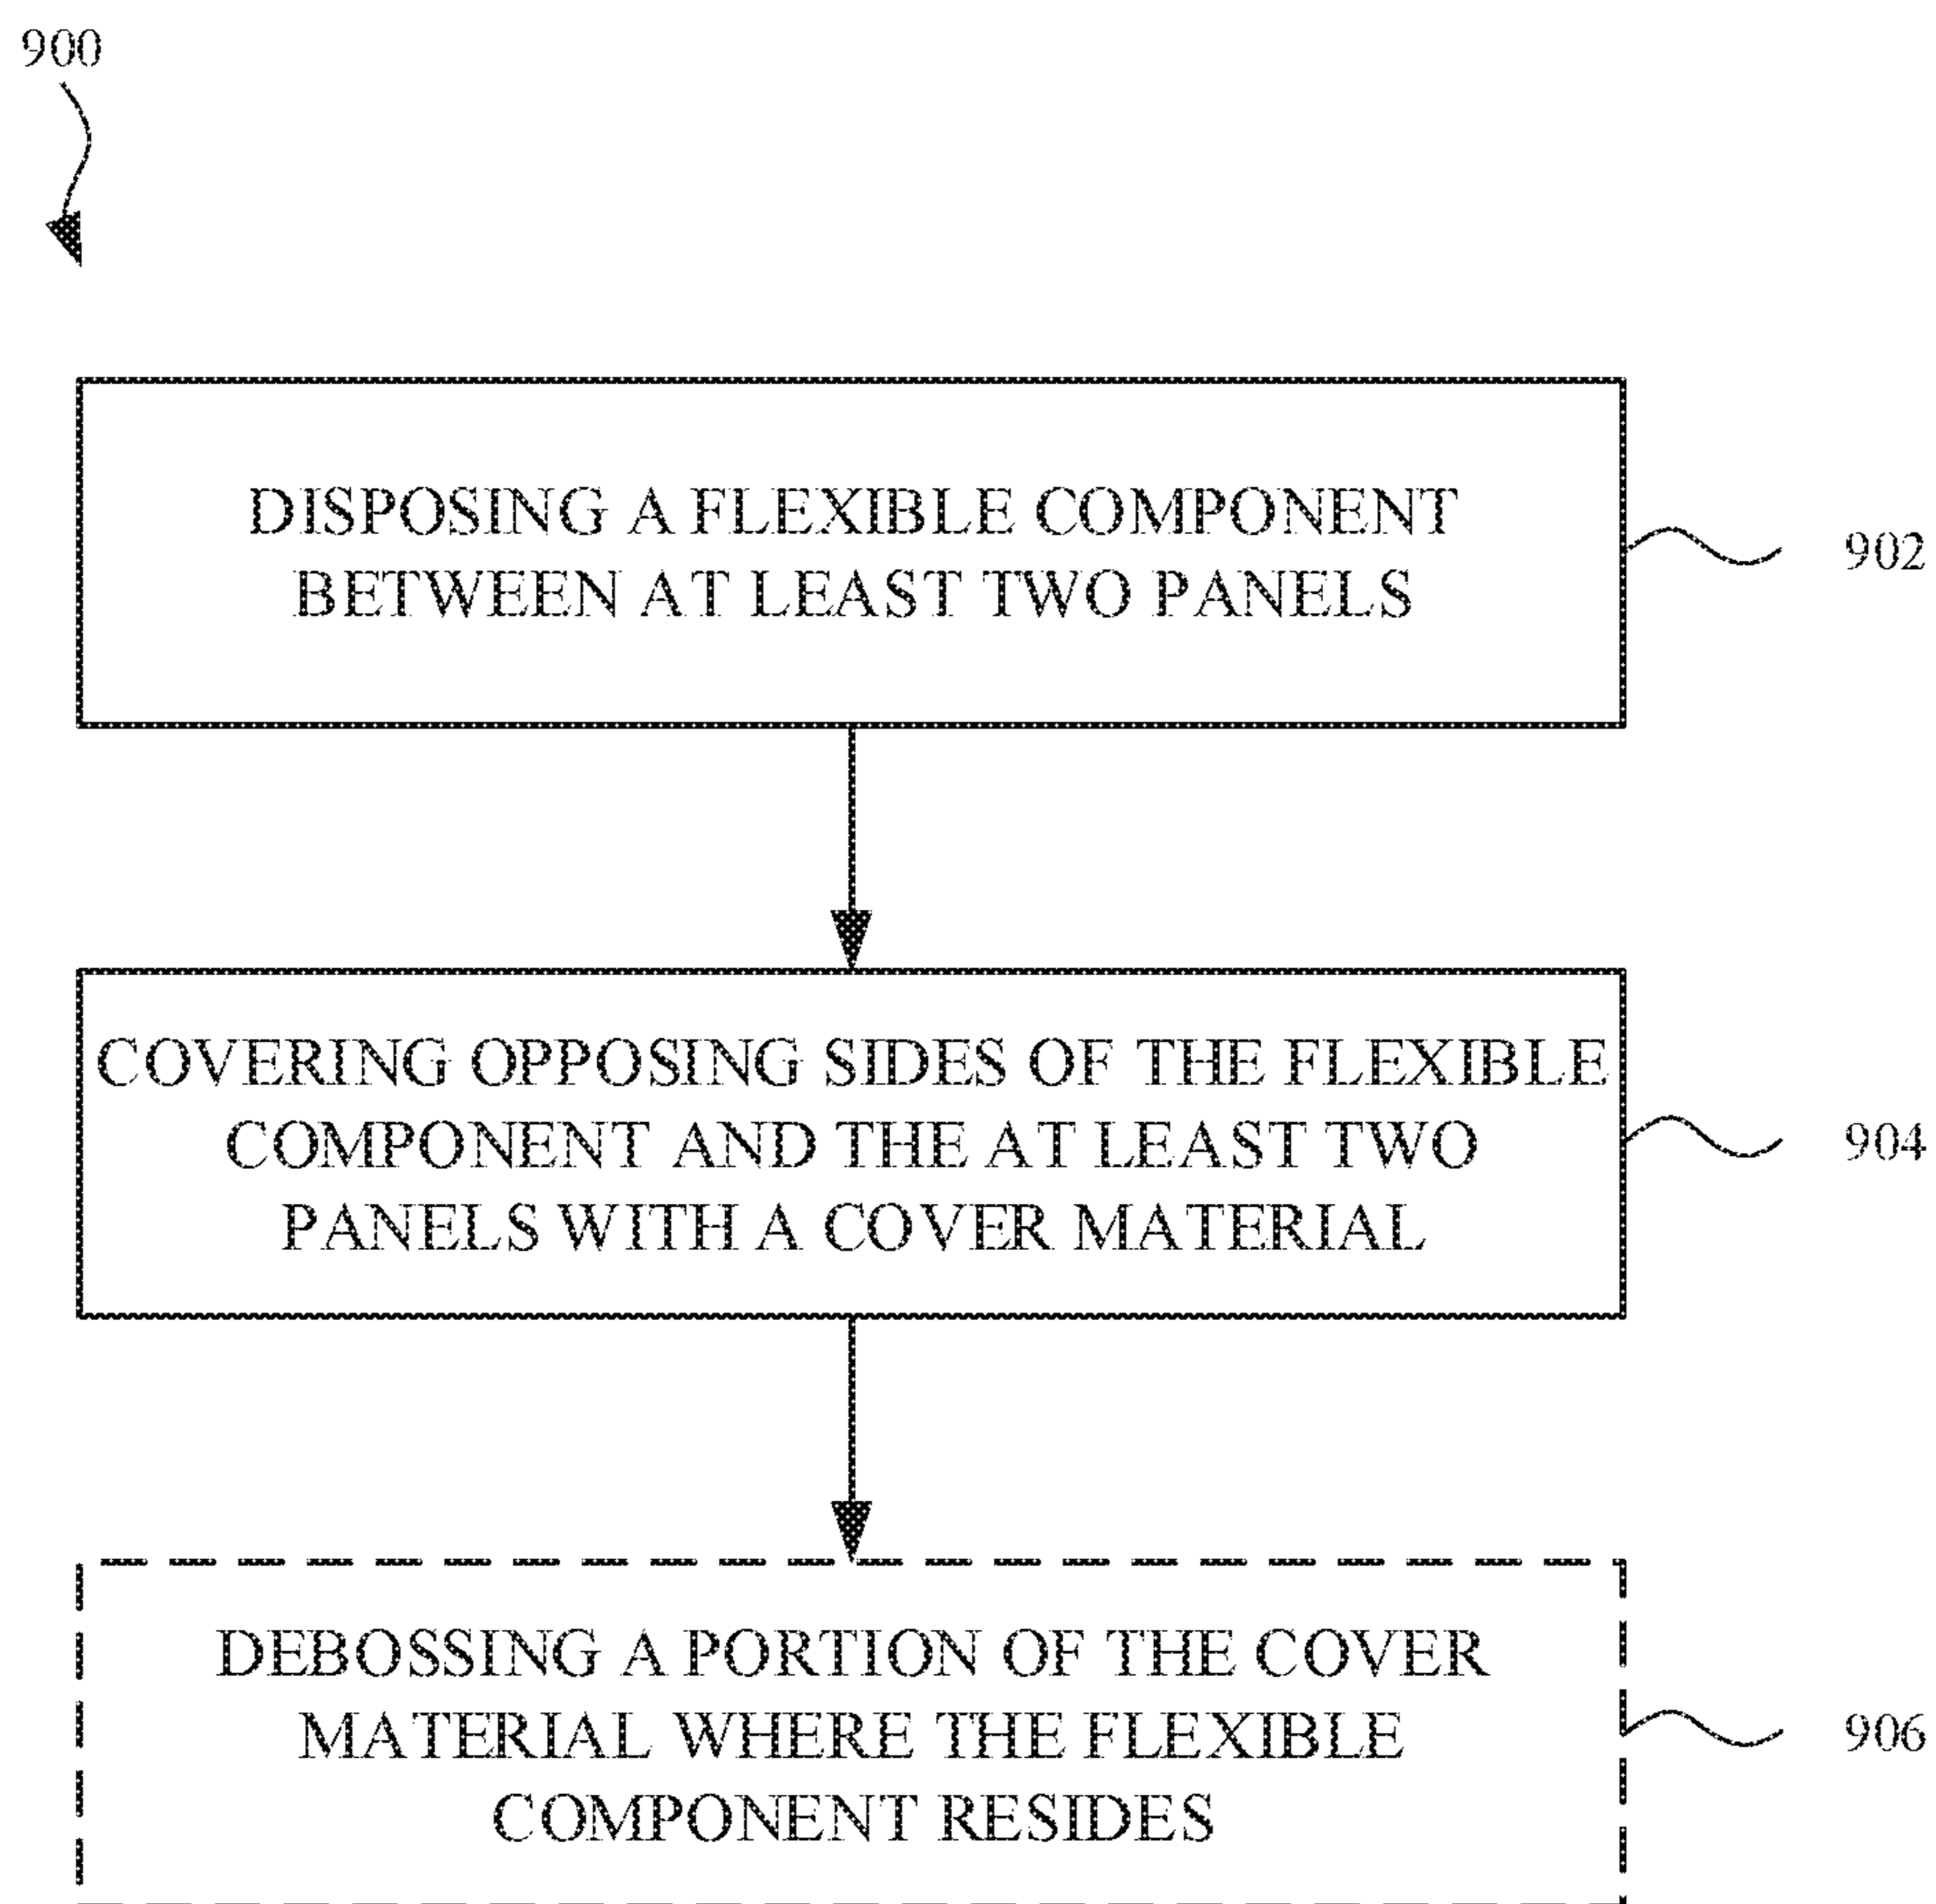 900
DISPOSING A FLEXIBLE COMPONENT
BETWEEN AT LEAST TWO PANELS
902
COVERING OPPOSING SIDES OF THE FLEXIBLE
COMPONENT AND THE AT LEAST TWO
PANELS WITH A COVER MATERIAL
904
DEBOSSING A PORTION OF THE COVER
MATERIAL WHERE THE FLEXIBLE
COMPONENT RESIDES
906